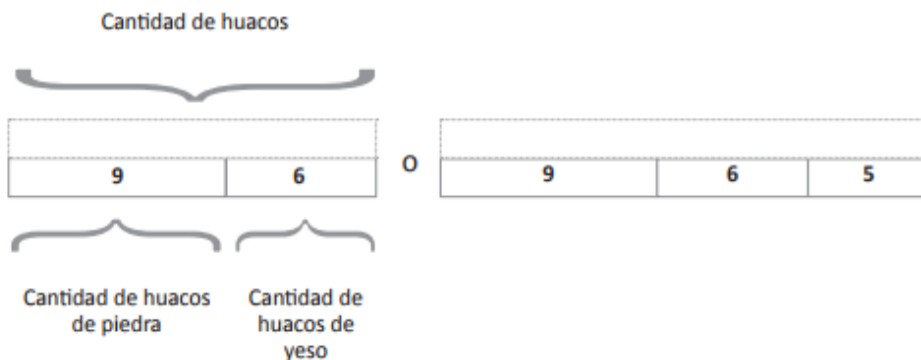 Cantidad de huacos
9 6 O 9 6 5
Cantidad de huacos
de piedra
Cantidad de
huacos de
yeso